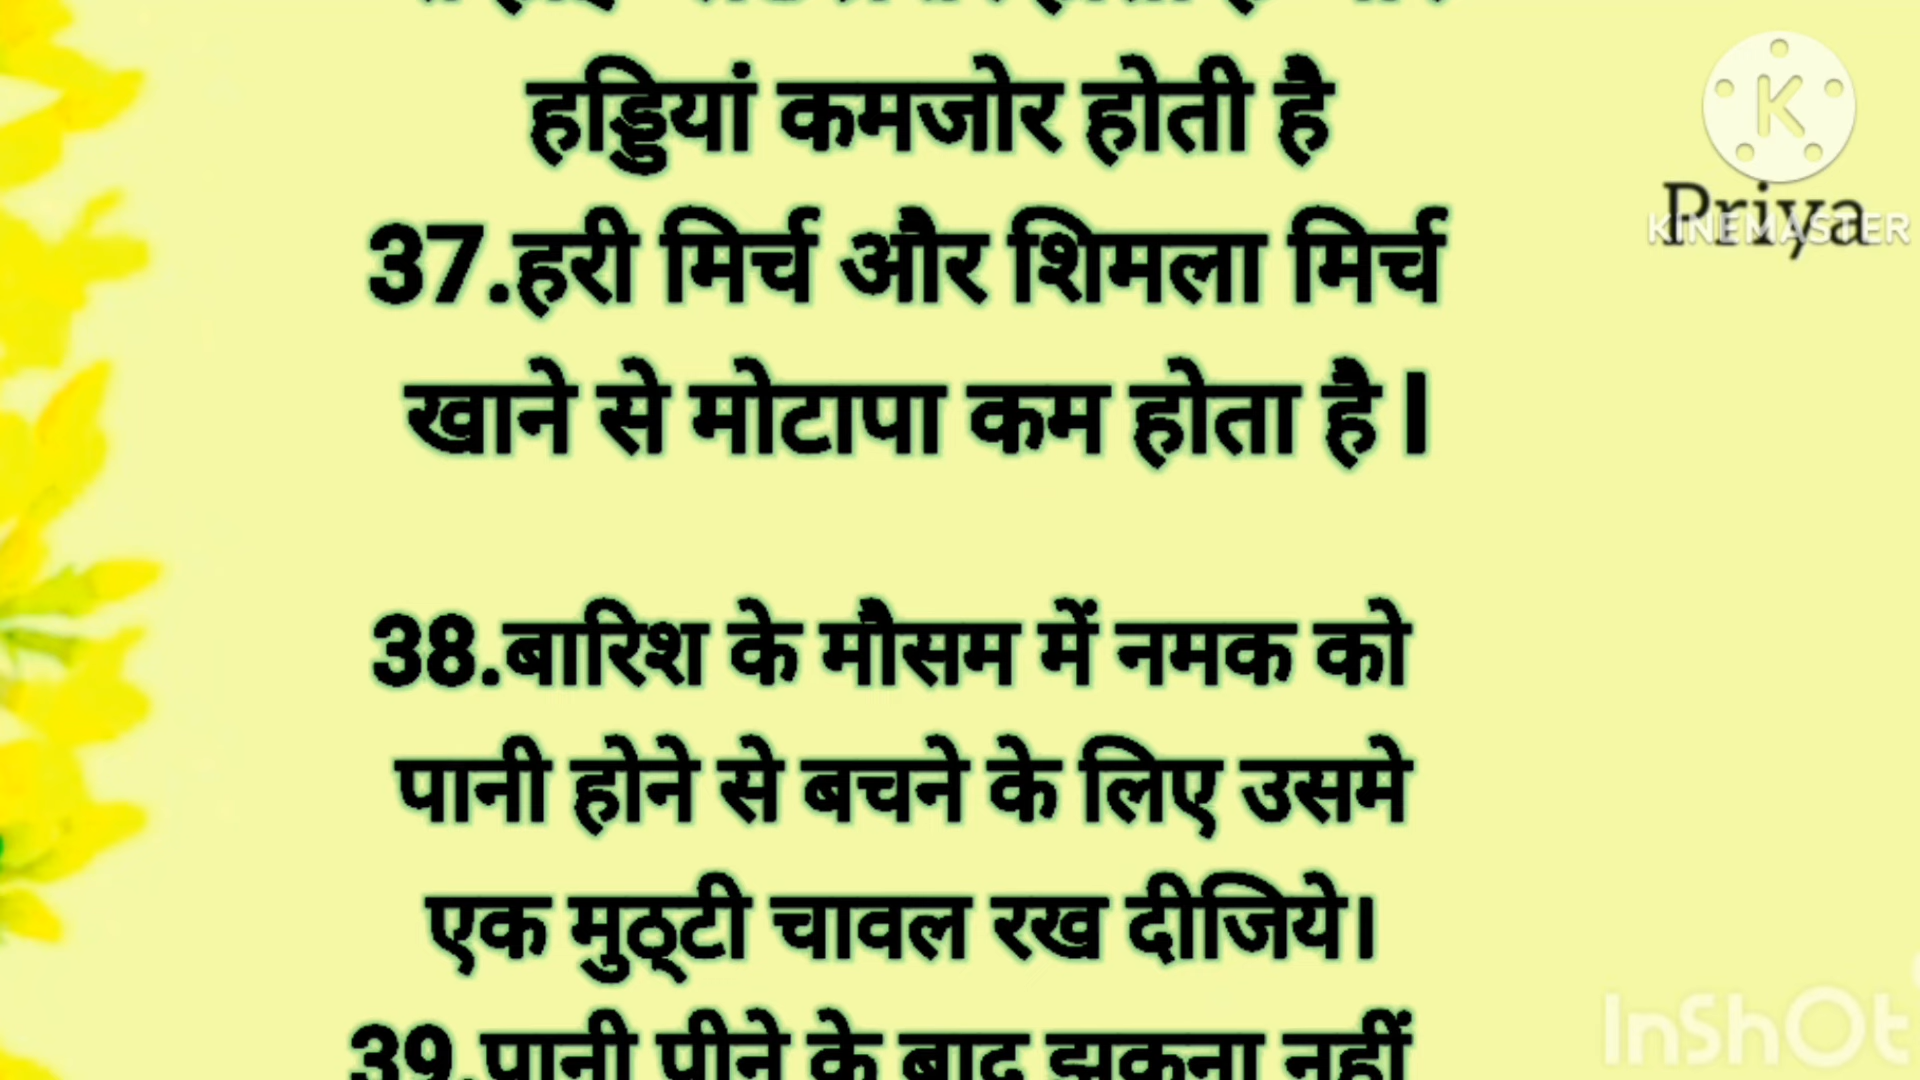 हड्डियां कमजोर होती है
37.हरी मिर्च और शिमला मिर्च
खाने से मोटापा कम होता है l
38.बारिश के मौसम में नमक को
पानी होने से बचने के लिए उसमे
एक मुठ्टी चावल रख दीजिये।
39.पानी पीने के बाद झुकना नहीं
K
Priya
KINEMASTER
InShOt